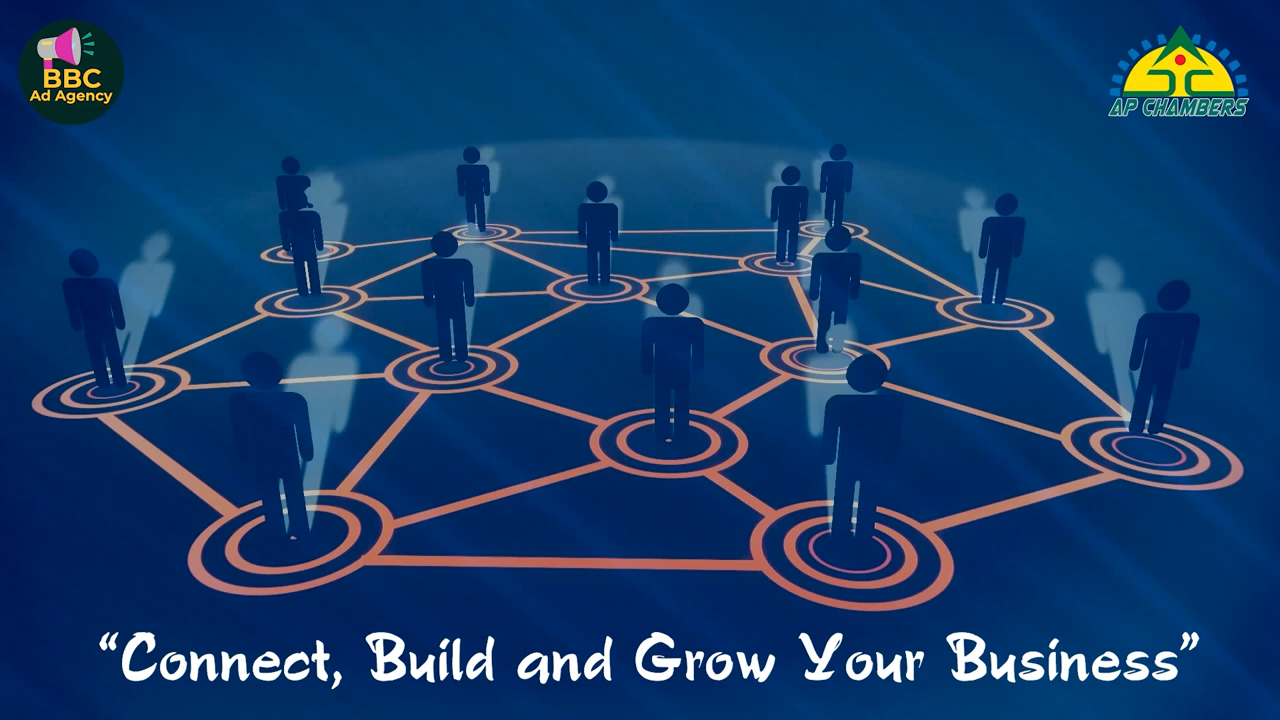 BBC
Ad Agency
AP CHAMBERS
“Connect, Build and Grow Your Business”